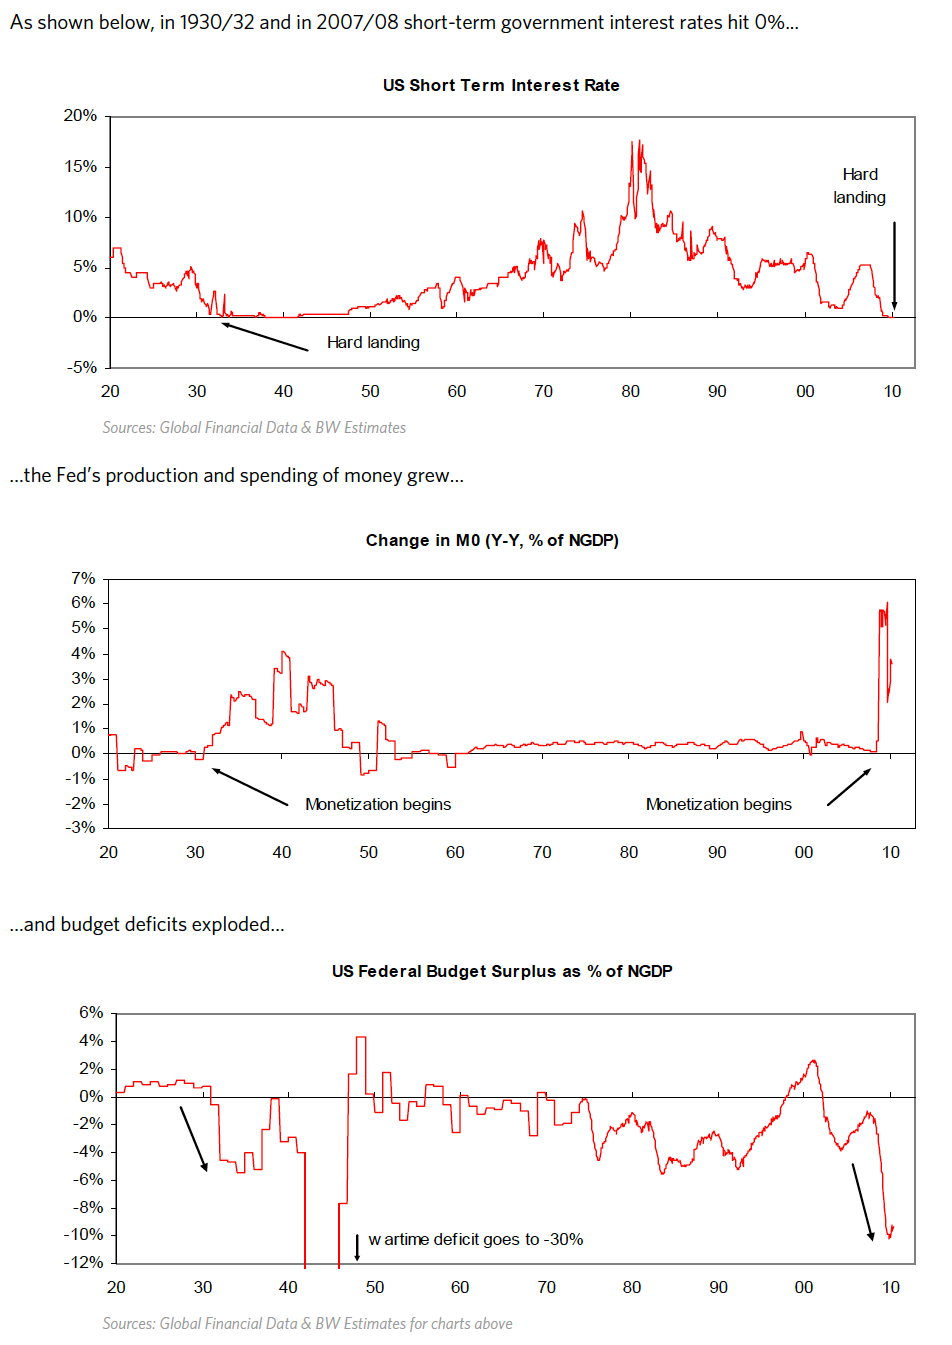 As shown below, in 1930/32 and in 2007/08 short-term government interest rates hit 0%...
US Short Term Interest Rate
20%
15%
10%
5%
0%
-5%
Hard
landing
Hard landing
20 30 40 50 60 70 80 90 00 10
Sources: Global Financial Data & BW Estimates
...the Fed's production and spending of money grew...
Change in M0 (Y-Y, % of NGDP)
7%
6%
5%
4%
3%
2%
1%
0%
-1%
-2%
-3%
Monetization begins Monetization begins
20 30 40 50 60 70 80 90 00 10
...and budget deficits exploded...
US Federal Budget Surplus as % of NGDP
6%
4%
2%
0%
-2%
-4%
-6%
-8%
-10%
-12%
w artime deficit goes to -30%
20 30 40 50 60 70 80 90 00 10
Sources: Global Financial Data & BW Estimates for charts above